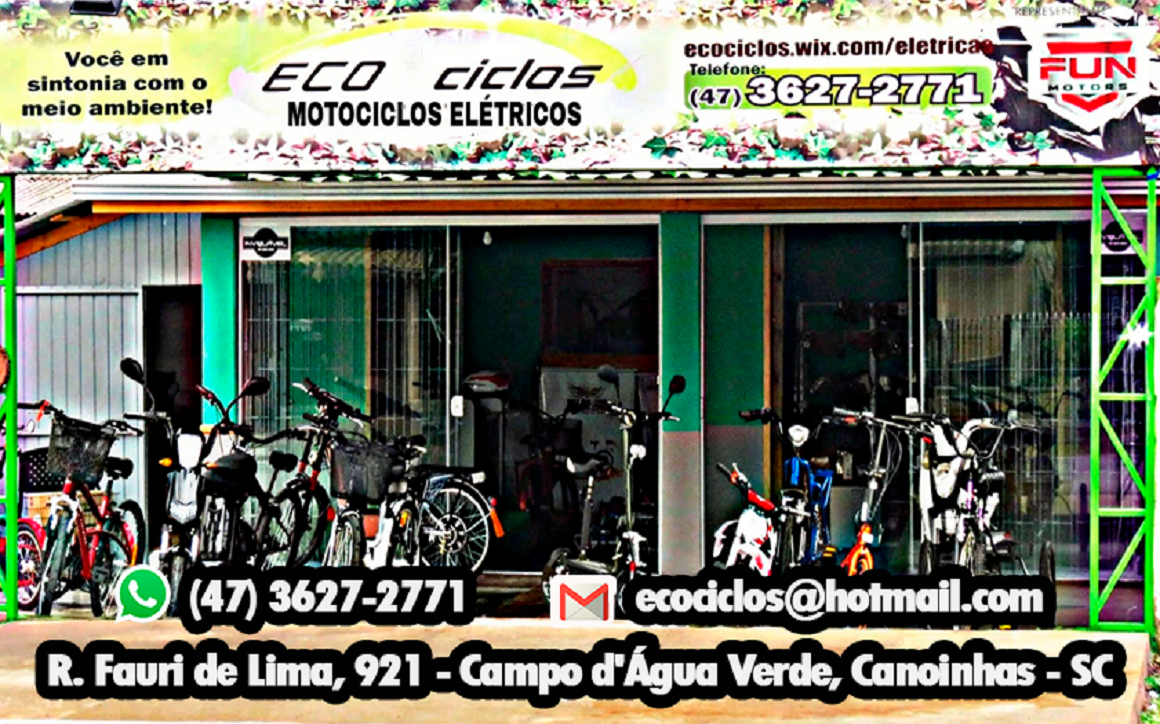 REPRESENTANTE
Você em
sintonia com o
meio ambiente!
ECO ciclos
MOTOCICLOS ELÉTRICOS
ecociclos.wix.com/eletricas
Telefone:
(47) 3627-2771
FUN
MOTORS
(47) 3627-2771
ecociclos@hotmail.com
R. Fauri de Lima, 921 - Campo d'Água Verde, Canoinhas - SC